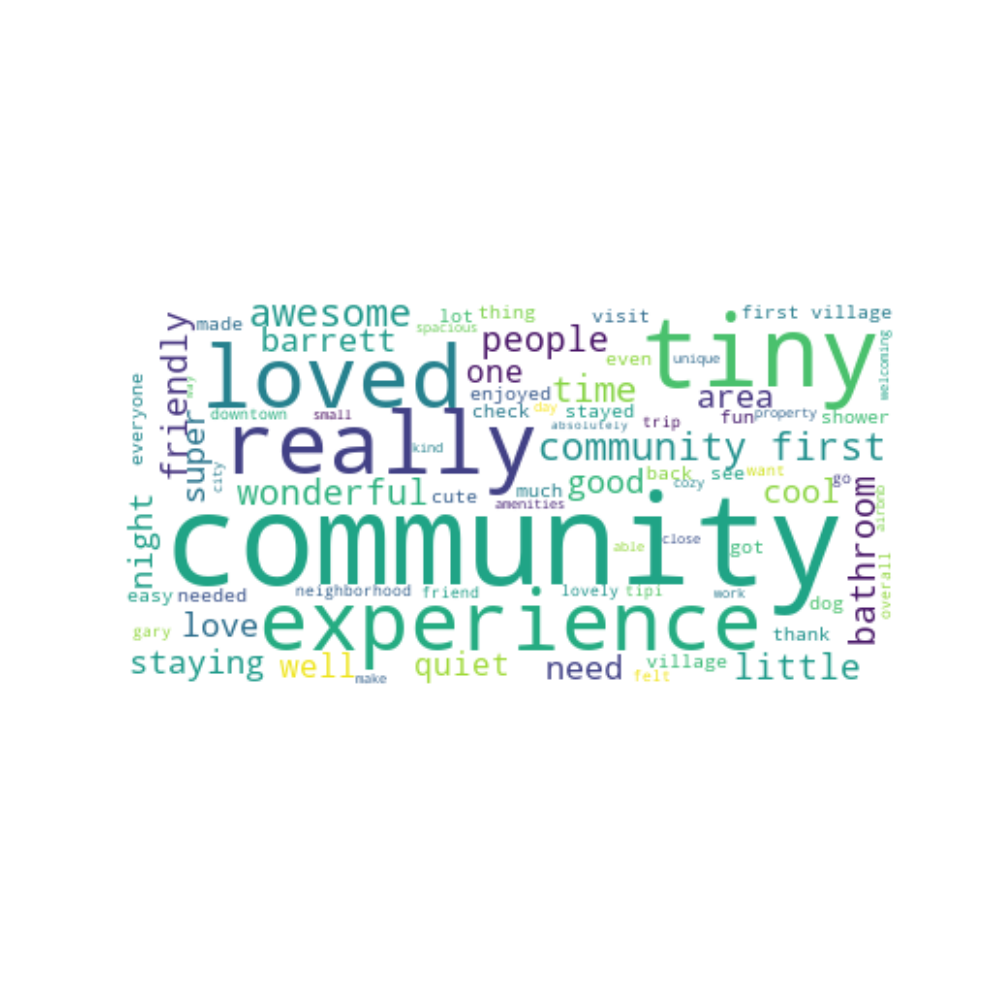 awesome
lot
thing
visit
first village
made
barrett
spacious
people
tiny
friendly
loved
even
unique
welcoming
everyone
one
enjoyed
time
area
way
downtown
small
check
day
stayed
fun
property
shower
super
really
kind
absolutely
trip
community first
city
wonderful
cute
much
good
back
see
want
cool
go
cozy
amenities
airbnb
night
community
able
close
got
bathroom
easy
needed
neighborhood
friend
lovely
tipi
work
dog
overall
gary
love
experience
thank
staying
well
make
quiet
need
felt
village
little